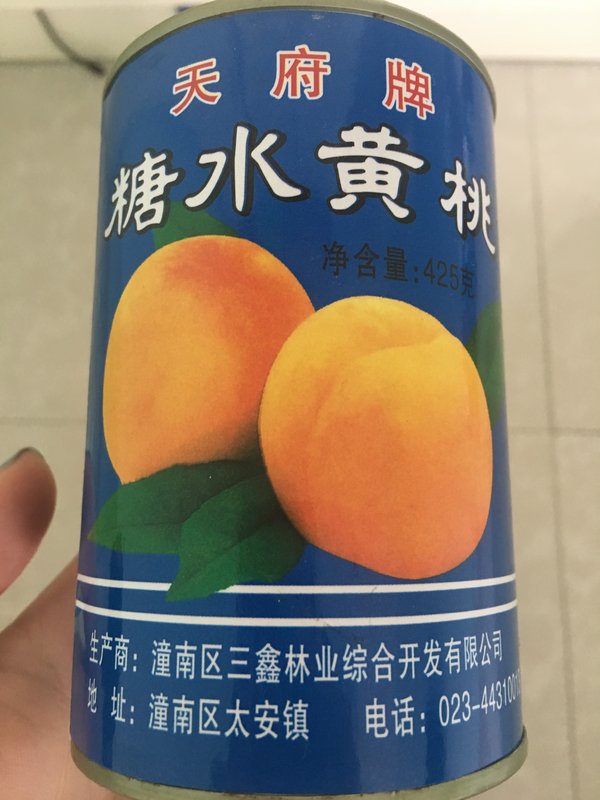 天府牌
糖水黄桃
净含量:425克
生产商:潼南区三鑫林业综合开发有限公司
地 址:潼南区太安镇 电话:023-443100